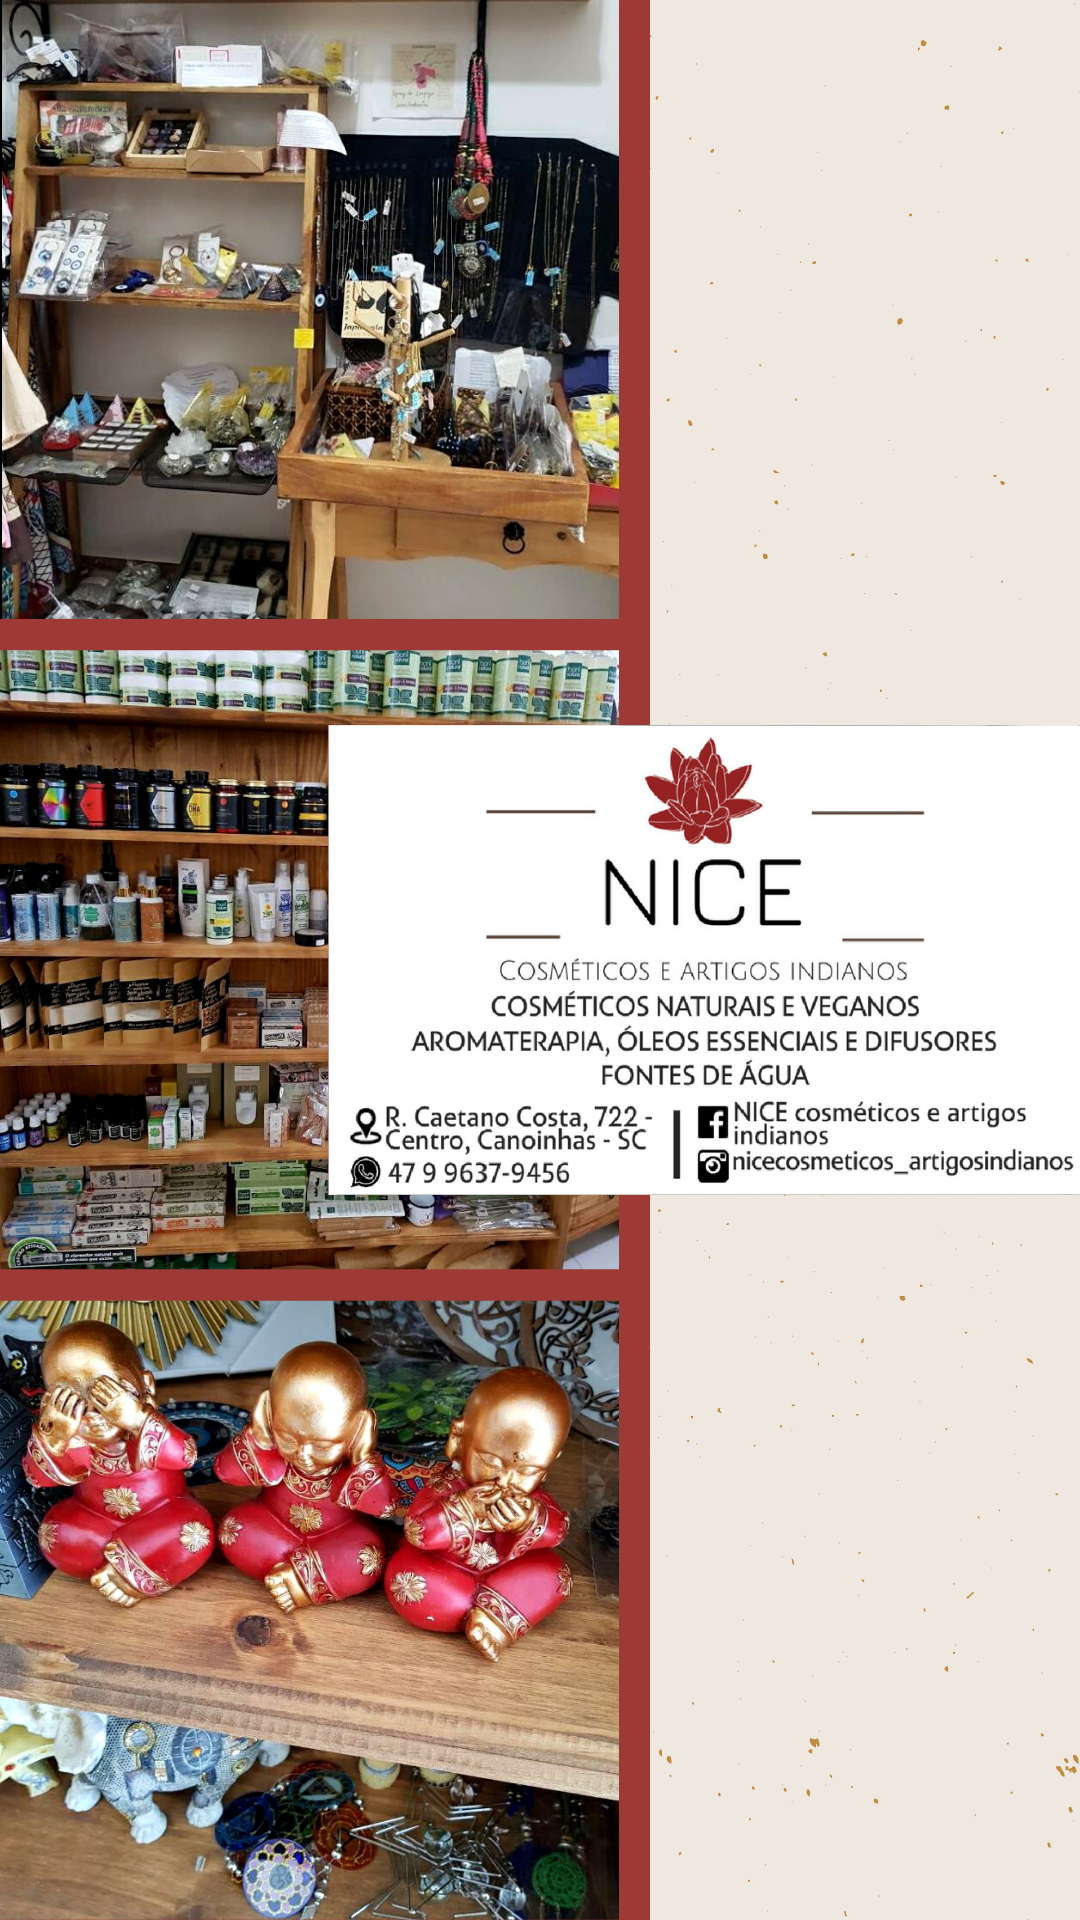 NICE
COSMÉTICOS E ARTIGOS INDIANOS
COSMÉTICOS NATURAIS E VEGANOS
AROMATERAPIA, ÓLEOS ESSENCIAIS E DIFUSORES
FONTES DE ÁGUA
R. Caetano Costa, 722 -
Centro, Canoinhas - SC
47 9 9637-9456
NICE cosméticos e artigos
indianos
nicecosmeticos_artigosindianos